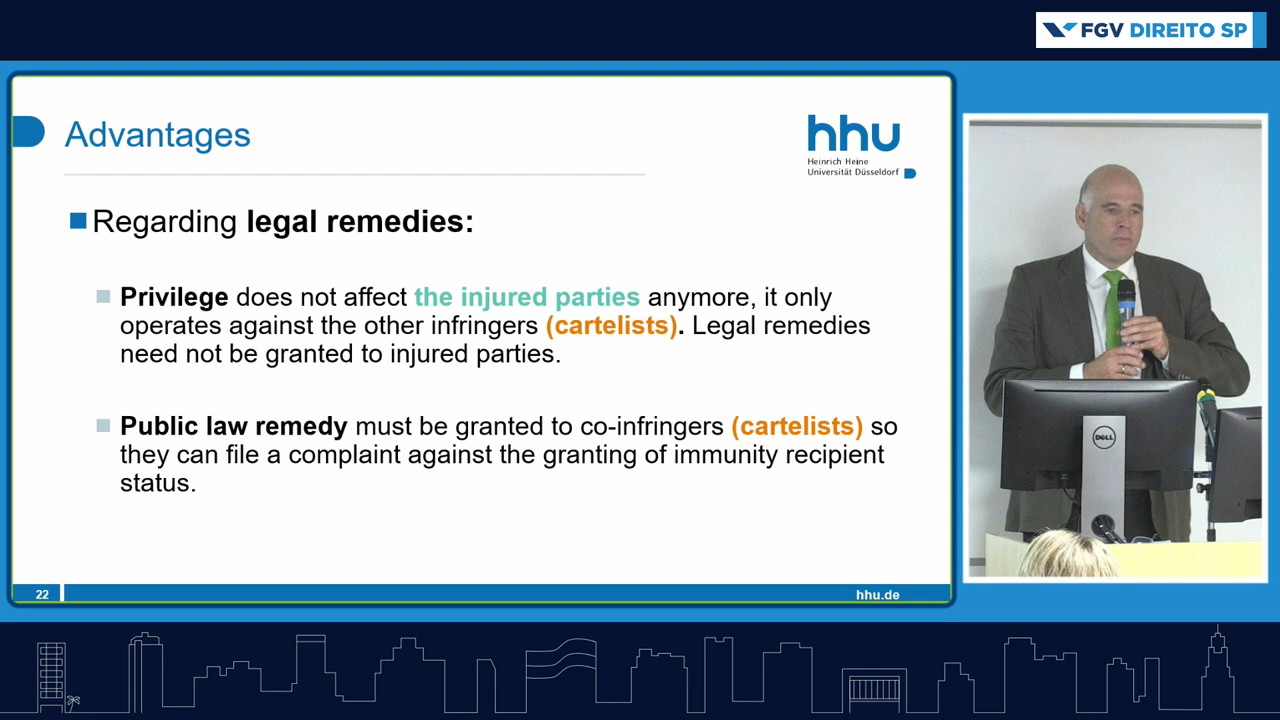 FGV DIREITO SP
Advantages
hhu
Heinrich Heine
Universität Düsseldorf
Regarding legal remedies:
Privilege does not affect the injured parties anymore, it only
operates against the other infringers (cartelists). Legal remedies
need not be granted to injured parties.
Public law remedy must be granted to co-infringers (cartelists) so
they can file a complaint against the granting of immunity recipient
status.
22
hhu.de
DELL